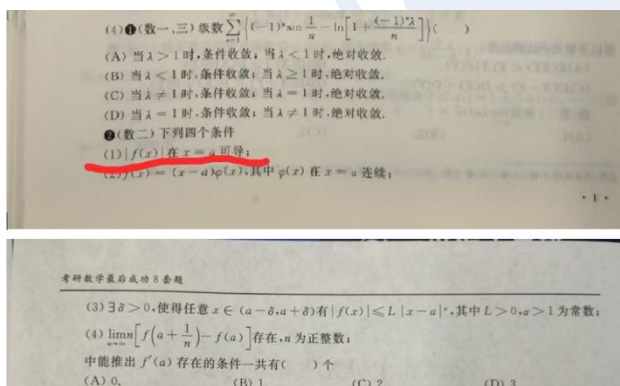 (4)❶(数一、三) 级数∑{(-1)ⁿsin 1/n - ln[1+(-1)ⁿλ/n]}( )
(A) 当λ>1时,条件收敛;当λ<1时,绝对收敛.
(B) 当λ<1时,条件收敛;当λ≥1时,绝对收敛.
(C) 当λ≠1时,条件收敛;当λ=1时,绝对收敛.
(D) 当λ=1时,条件收敛;当λ≠1时,绝对收敛.
❷(数二) 下列四个条件
(1)|f(x)|在x=a可导;
(2)f(x)=(x-a)φ(x),其中φ(x)在x=a连续;
·1·
考研数学最后成功8套题
(3)∃δ>0,使得任意x∈(a-δ,a+δ)有|f(x)|≤L|x-a|ᵅ,其中L>0,α>1为常数;
(4) lim n[f(a+1/n)-f(a)]存在,n为正整数;
中能推出f′(a)存在的条件一共有( )个
(A) 0. (B) 1 (C) 2 (D) 3